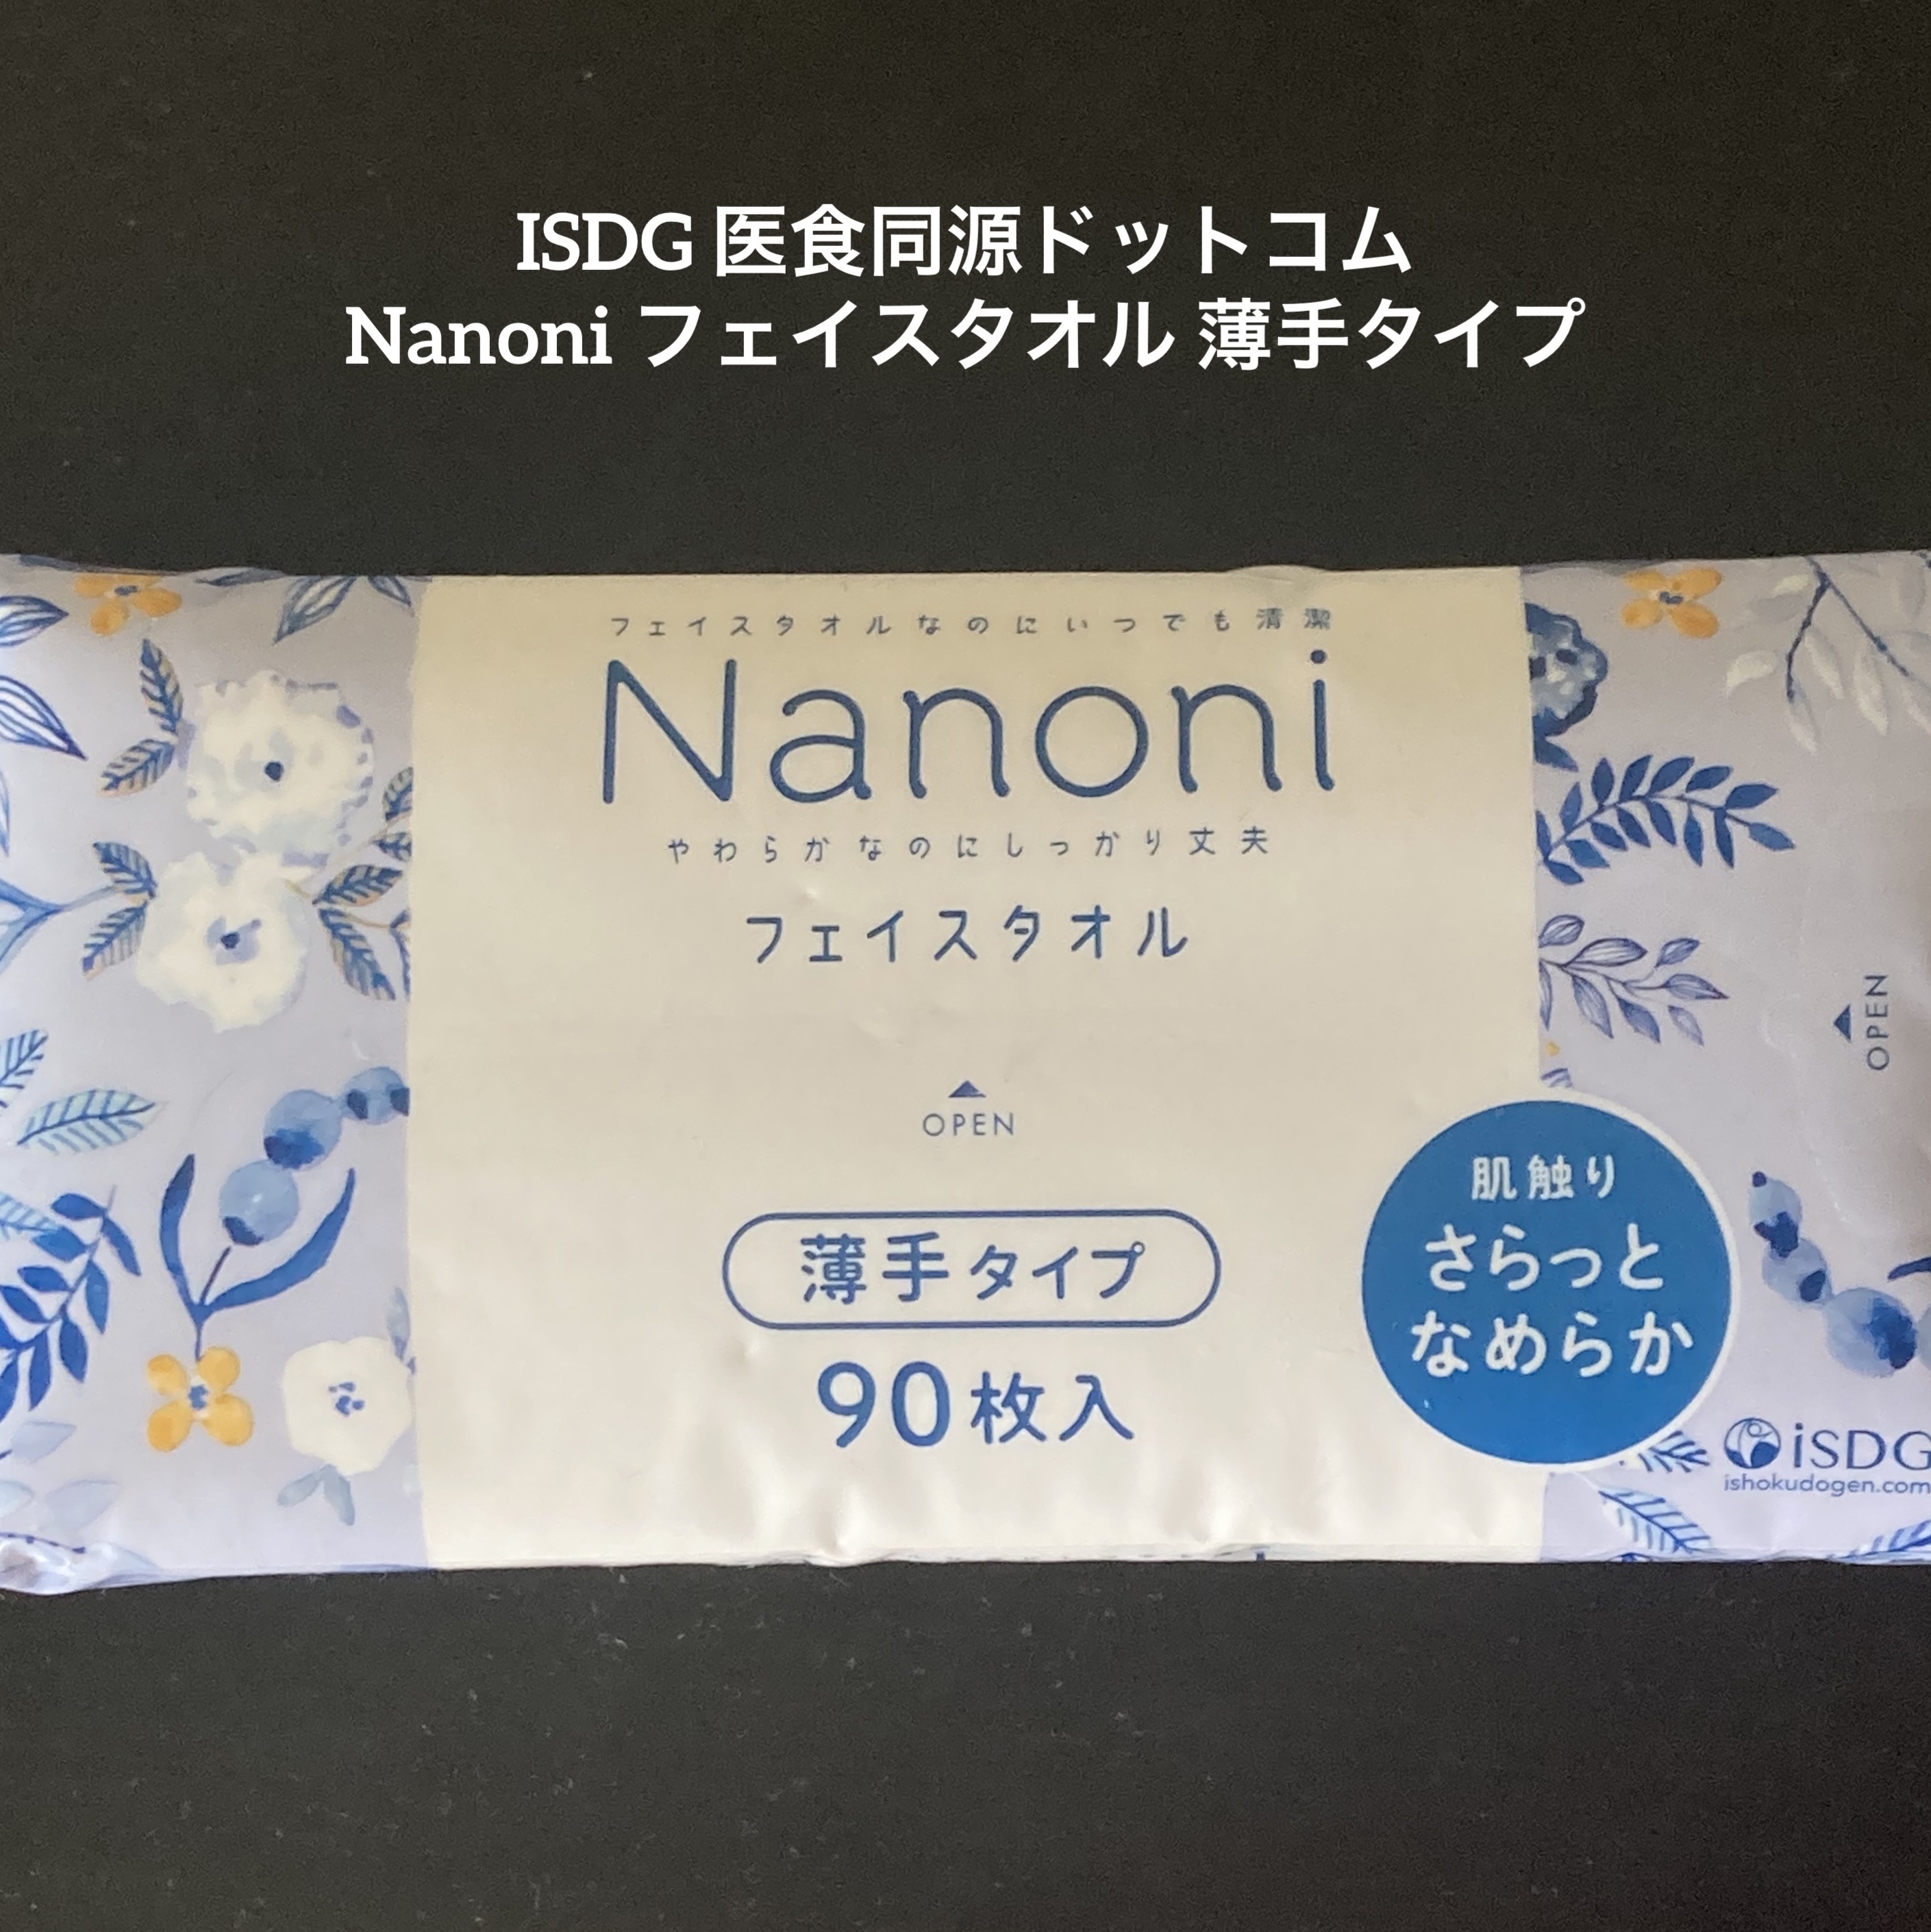 ISDG 医食同源ドットコム
Nanoni フェイスタオル 薄手タイプ
フェイスタオルなのにいつでも清潔
Nanoni
やわらかなのにしっかり丈夫
フェイスタオル
OPEN
OPEN
薄手タイプ
90枚入
肌触り
さらっと
なめらか
iSDG
ishokudogen.com